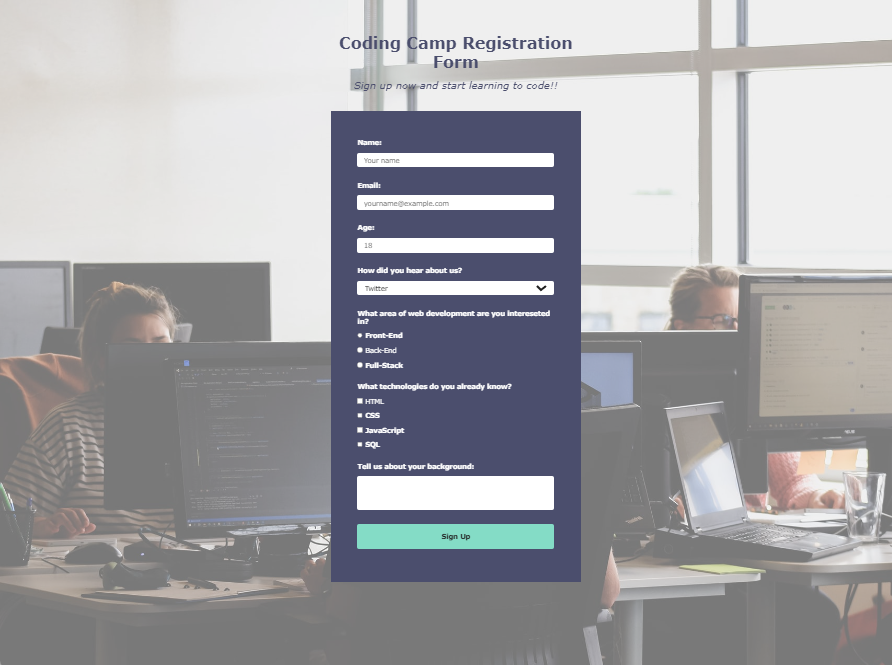 Coding Camp Registration
Form
Sign up now and start learning to code!!
Name:
Your name
Email:
yourname@example.com
Age:
18
How did you hear about us?
Twitter
What area of web development are you intereseted
in?
Front-End
Back-End
Full-Stack
What technologies do you already know?
HTML
CSS
JavaScript
SQL
Tell us about your background:
Sign Up